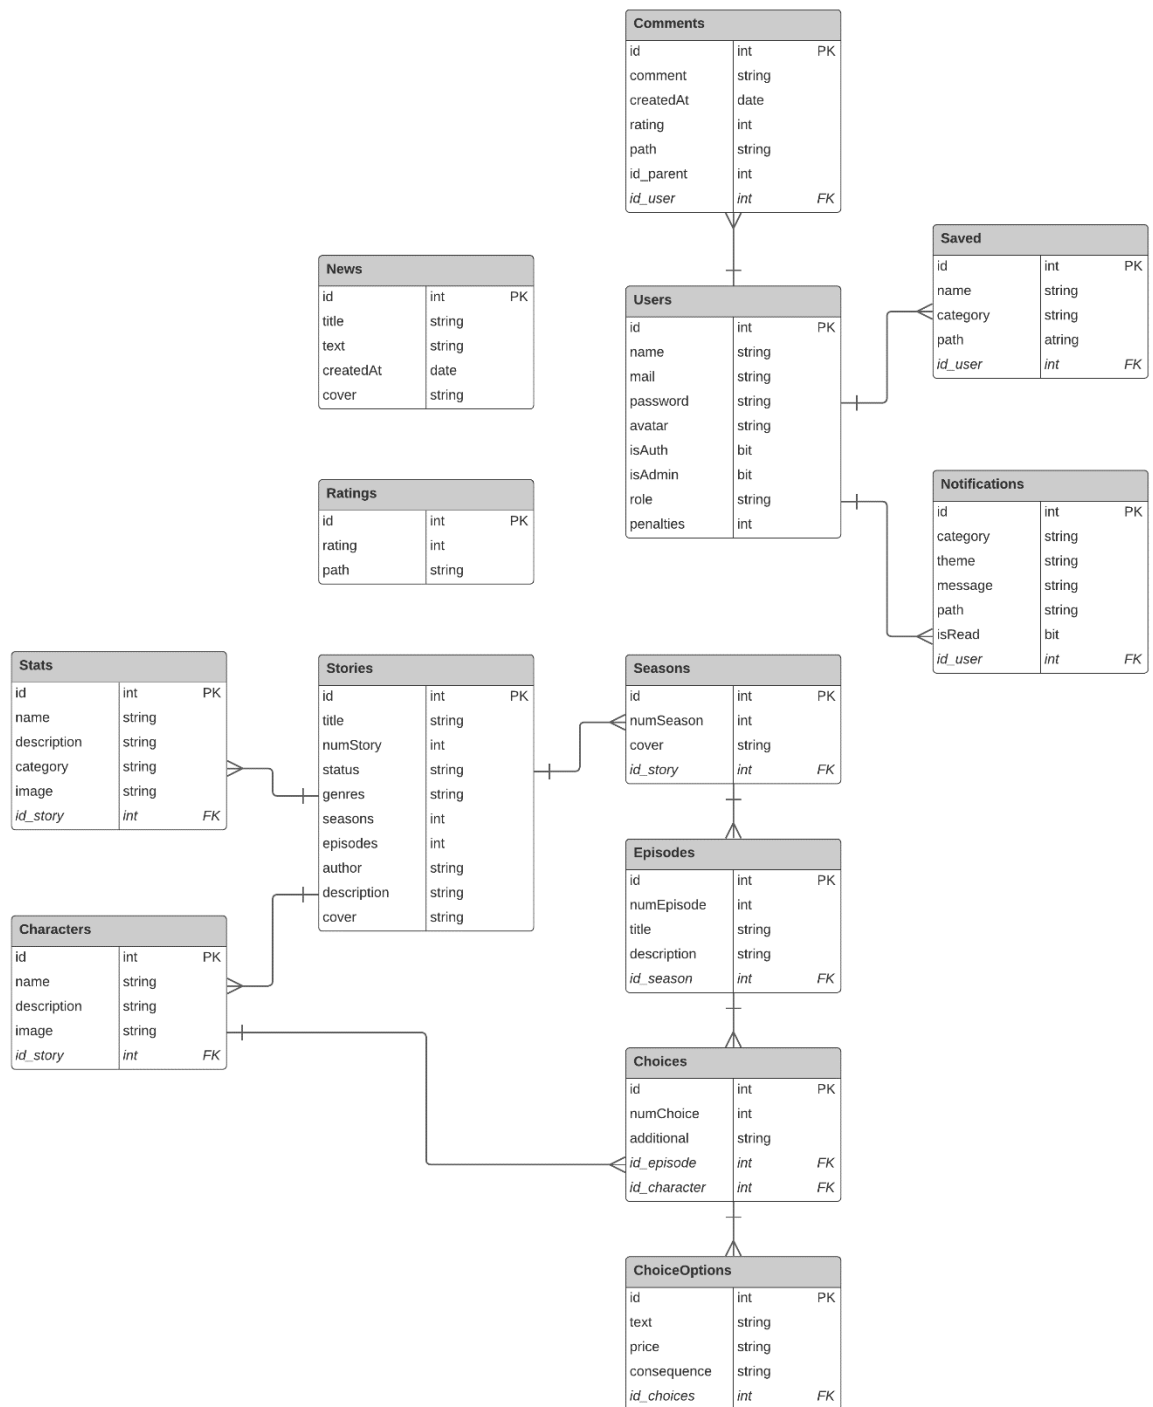 Comments
id int PK
comment string
createdAt date
rating int
path string
id_parent int
id_user int FK
Saved
id int PK
name string
category string
path atring
id_user int FK
News
id int PK
title string
text string
createdAt date
cover string
Users
id int PK
name string
mail string
password string
avatar string
isAuth bit
isAdmin bit
role string
penalties int
Notifications
id int PK
category string
theme string
message string
path string
isRead bit
id_user int FK
Ratings
id int PK
rating int
path string
Stats
id int PK
name string
description string
category string
image string
id_story int FK
Stories
id int PK
title string
numStory int
status string
genres string
seasons int
episodes int
author string
description string
cover string
Seasons
id int PK
numSeason int
cover string
id_story int FK
Episodes
id int PK
numEpisode int
title string
description string
id_season int FK
Characters
id int PK
name string
description string
image string
id_story int FK
Choices
id int PK
numChoice int
additional string
id_episode int FK
id_character int FK
ChoiceOptions
id int PK
text string
price string
consequence string
id_choices int FK